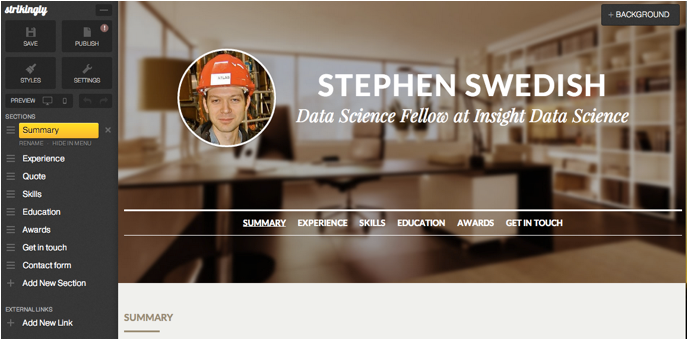 strikingly
SAVE
PUBLISH
STYLES
SETTINGS
PREVIEW
SECTIONS
Summary
RENAME HIDE IN MENU
Experience
Quote
Skills
Education
Awards
Get in touch
Contact form
+ Add New Section
EXTERNAL LINKS
+ Add New Link
+ BACKGROUND
STEPHEN SWEDISH
Data Science Fellow at Insight Data Science
SUMMARY EXPERIENCE SKILLS EDUCATION AWARDS GET IN TOUCH
SUMMARY